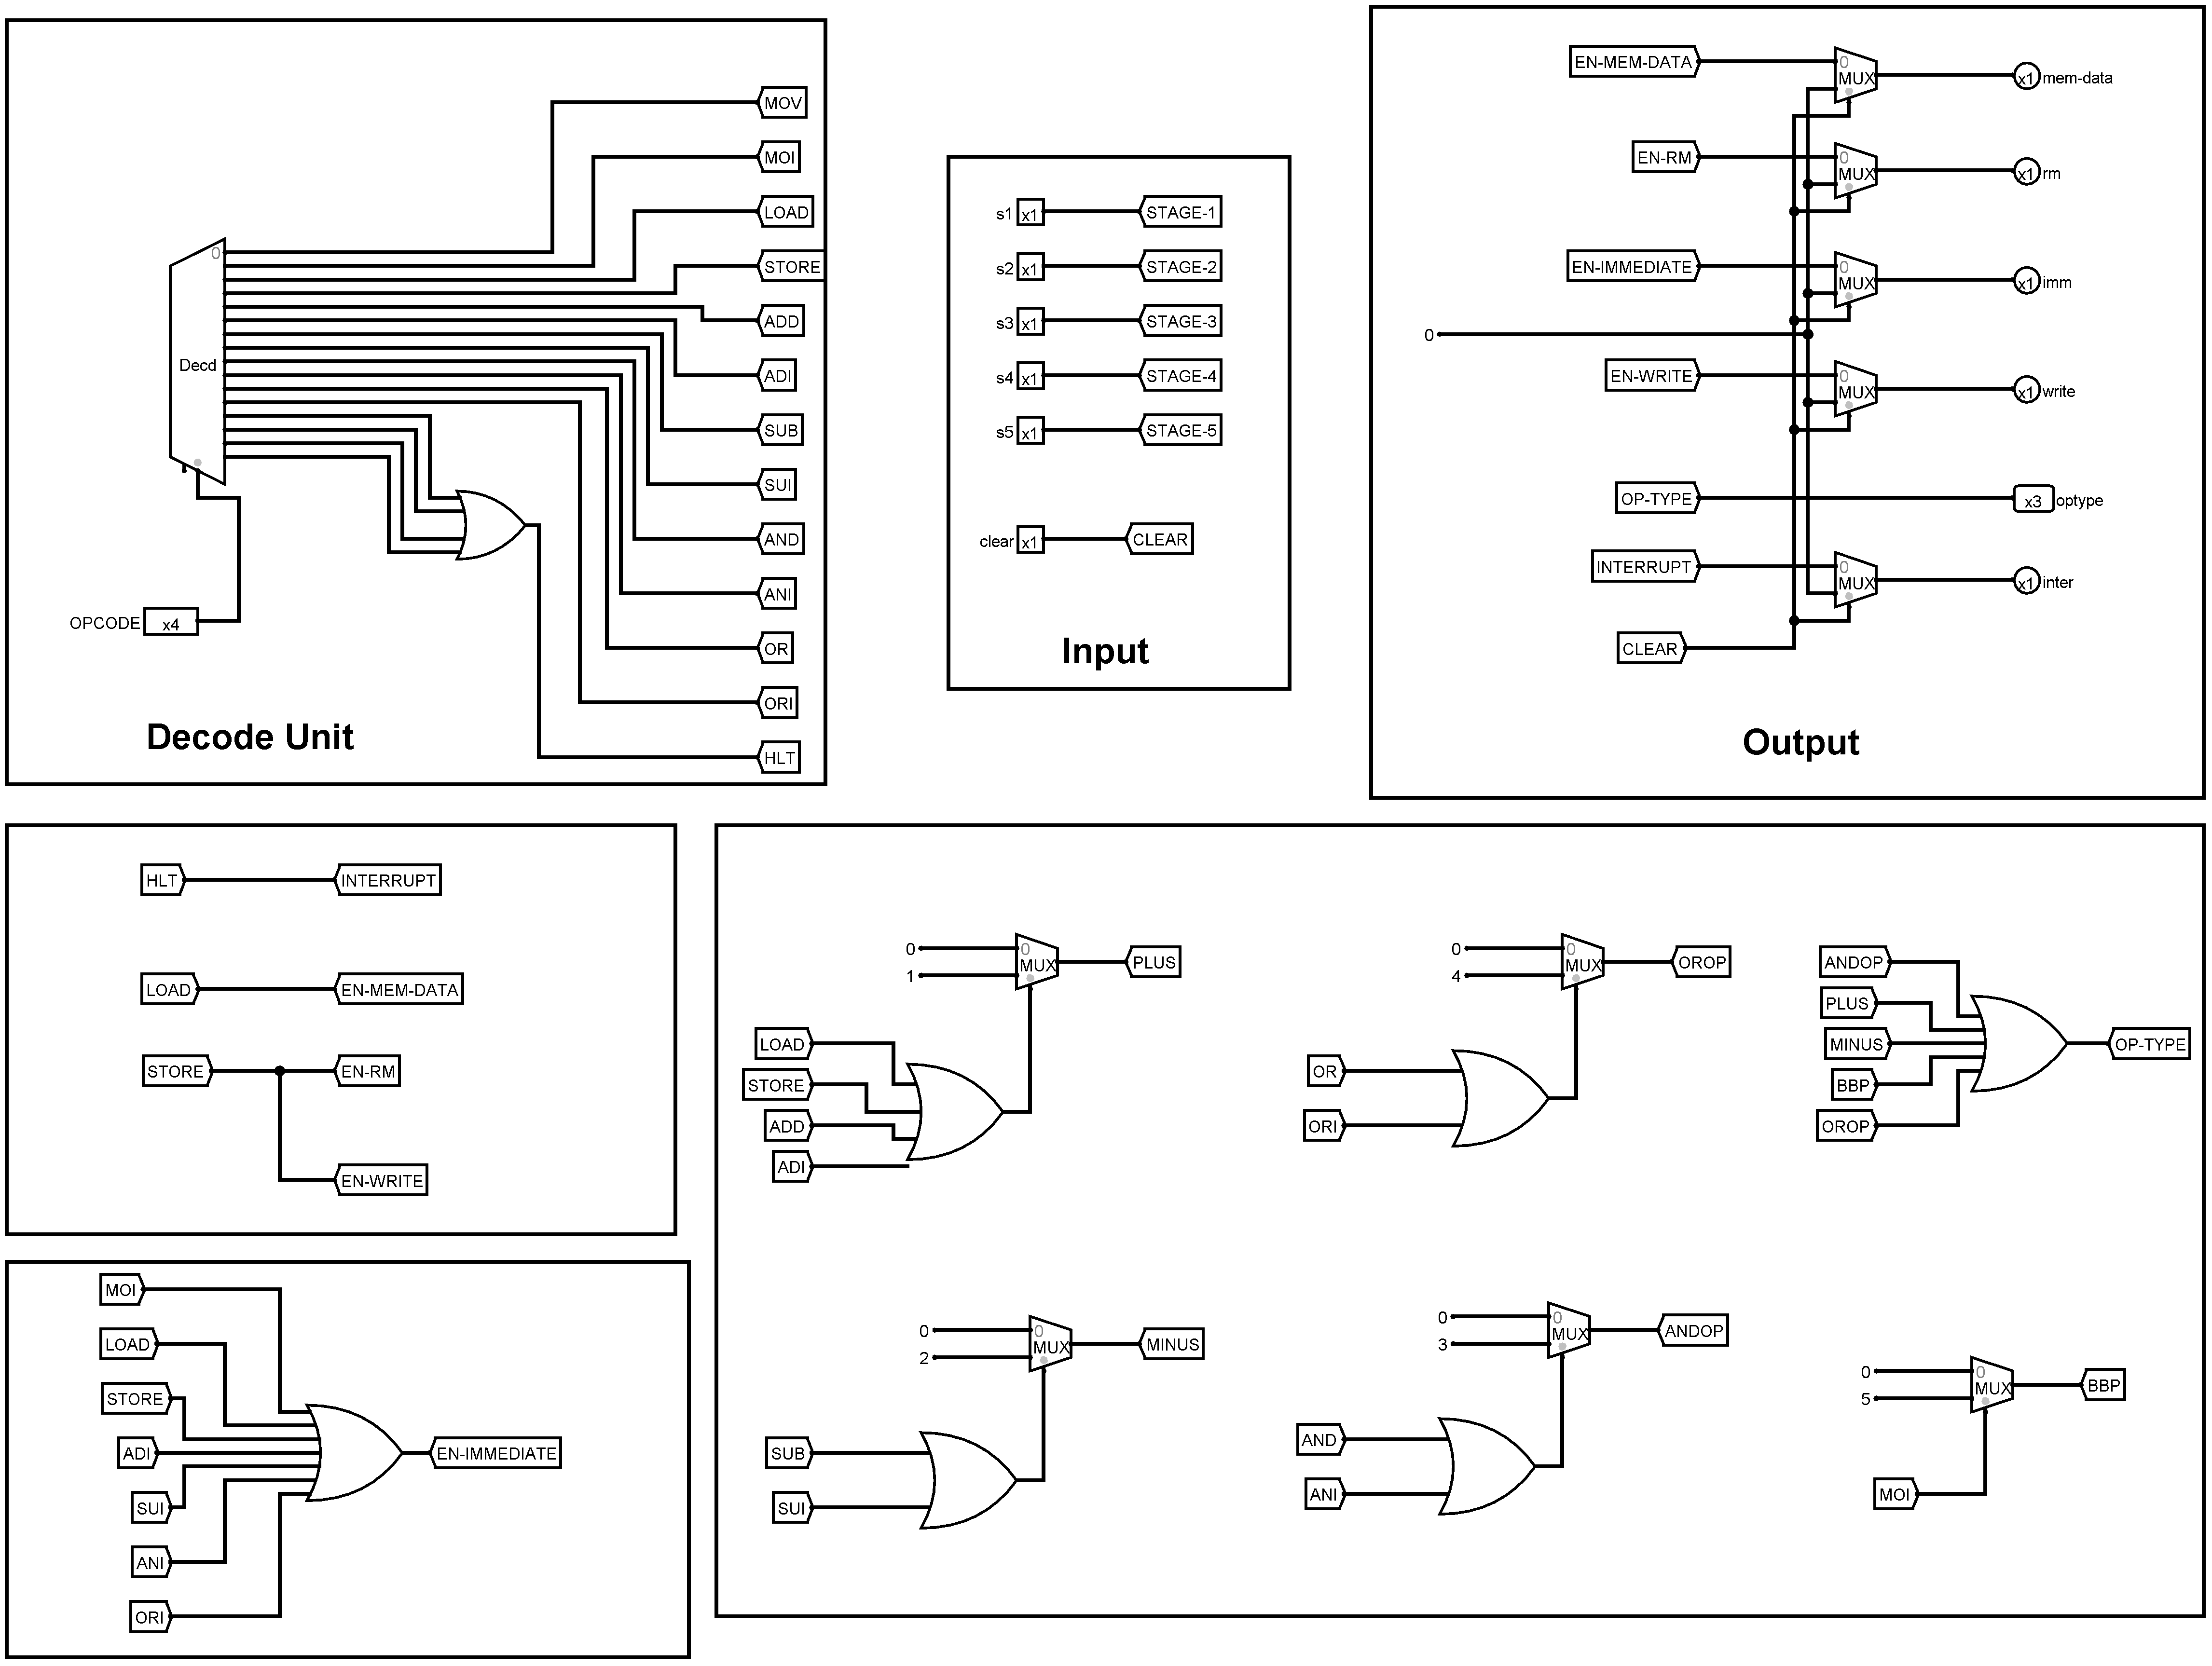 MOV
MOI
LOAD
0
STORE
Decd
ADD
ADI
SUB
SUI
AND
ANI
OPCODE x4
OR
ORI
HLT
Decode Unit
s1 x1 STAGE-1
s2 x1 STAGE-2
s3 x1 STAGE-3
s4 x1 STAGE-4
s5 x1 STAGE-5
clear x1 CLEAR
Input
EN-MEM-DATA 0 MUX x1 mem-data
EN-RM 0 MUX x1 rm
EN-IMMEDIATE 0 MUX x1 imm
0
EN-WRITE 0 MUX x1 write
OP-TYPE x3 optype
INTERRUPT 0 MUX x1 inter
CLEAR
Output
HLT INTERRUPT
LOAD EN-MEM-DATA
STORE EN-RM
EN-WRITE
MOI
LOAD
STORE
ADI EN-IMMEDIATE
SUI
ANI
ORI
0 0
MUX PLUS
1
LOAD
STORE
ADD
ADI
0 0
MUX OROP
4
OR
ORI
ANDOP
PLUS
MINUS OP-TYPE
BBP
OROP
0 0
MUX MINUS
2
SUB
SUI
0 0
MUX ANDOP
3
AND
ANI
0 0
MUX BBP
5
MOI